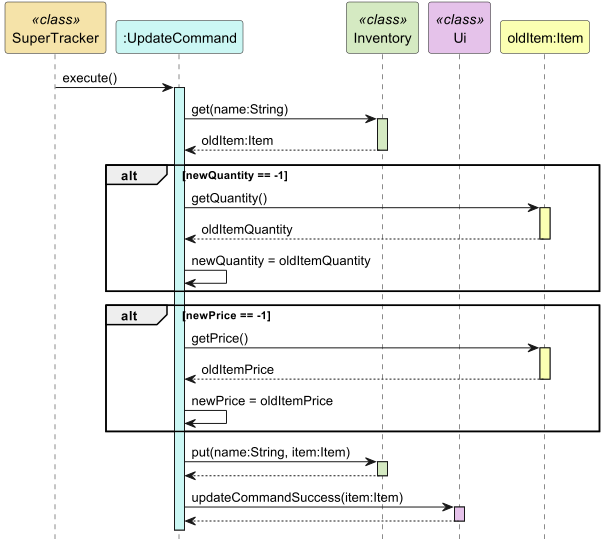 «class»
SuperTracker
:UpdateCommand
«class»
Inventory
«class»
Ui
oldItem:Item
execute()
get(name:String)
oldItem:Item
alt [newQuantity == -1]
getQuantity()
oldItemQuantity
newQuantity = oldItemQuantity
alt [newPrice == -1]
getPrice()
oldItemPrice
newPrice = oldItemPrice
put(name:String, item:Item)
updateCommandSuccess(item:Item)